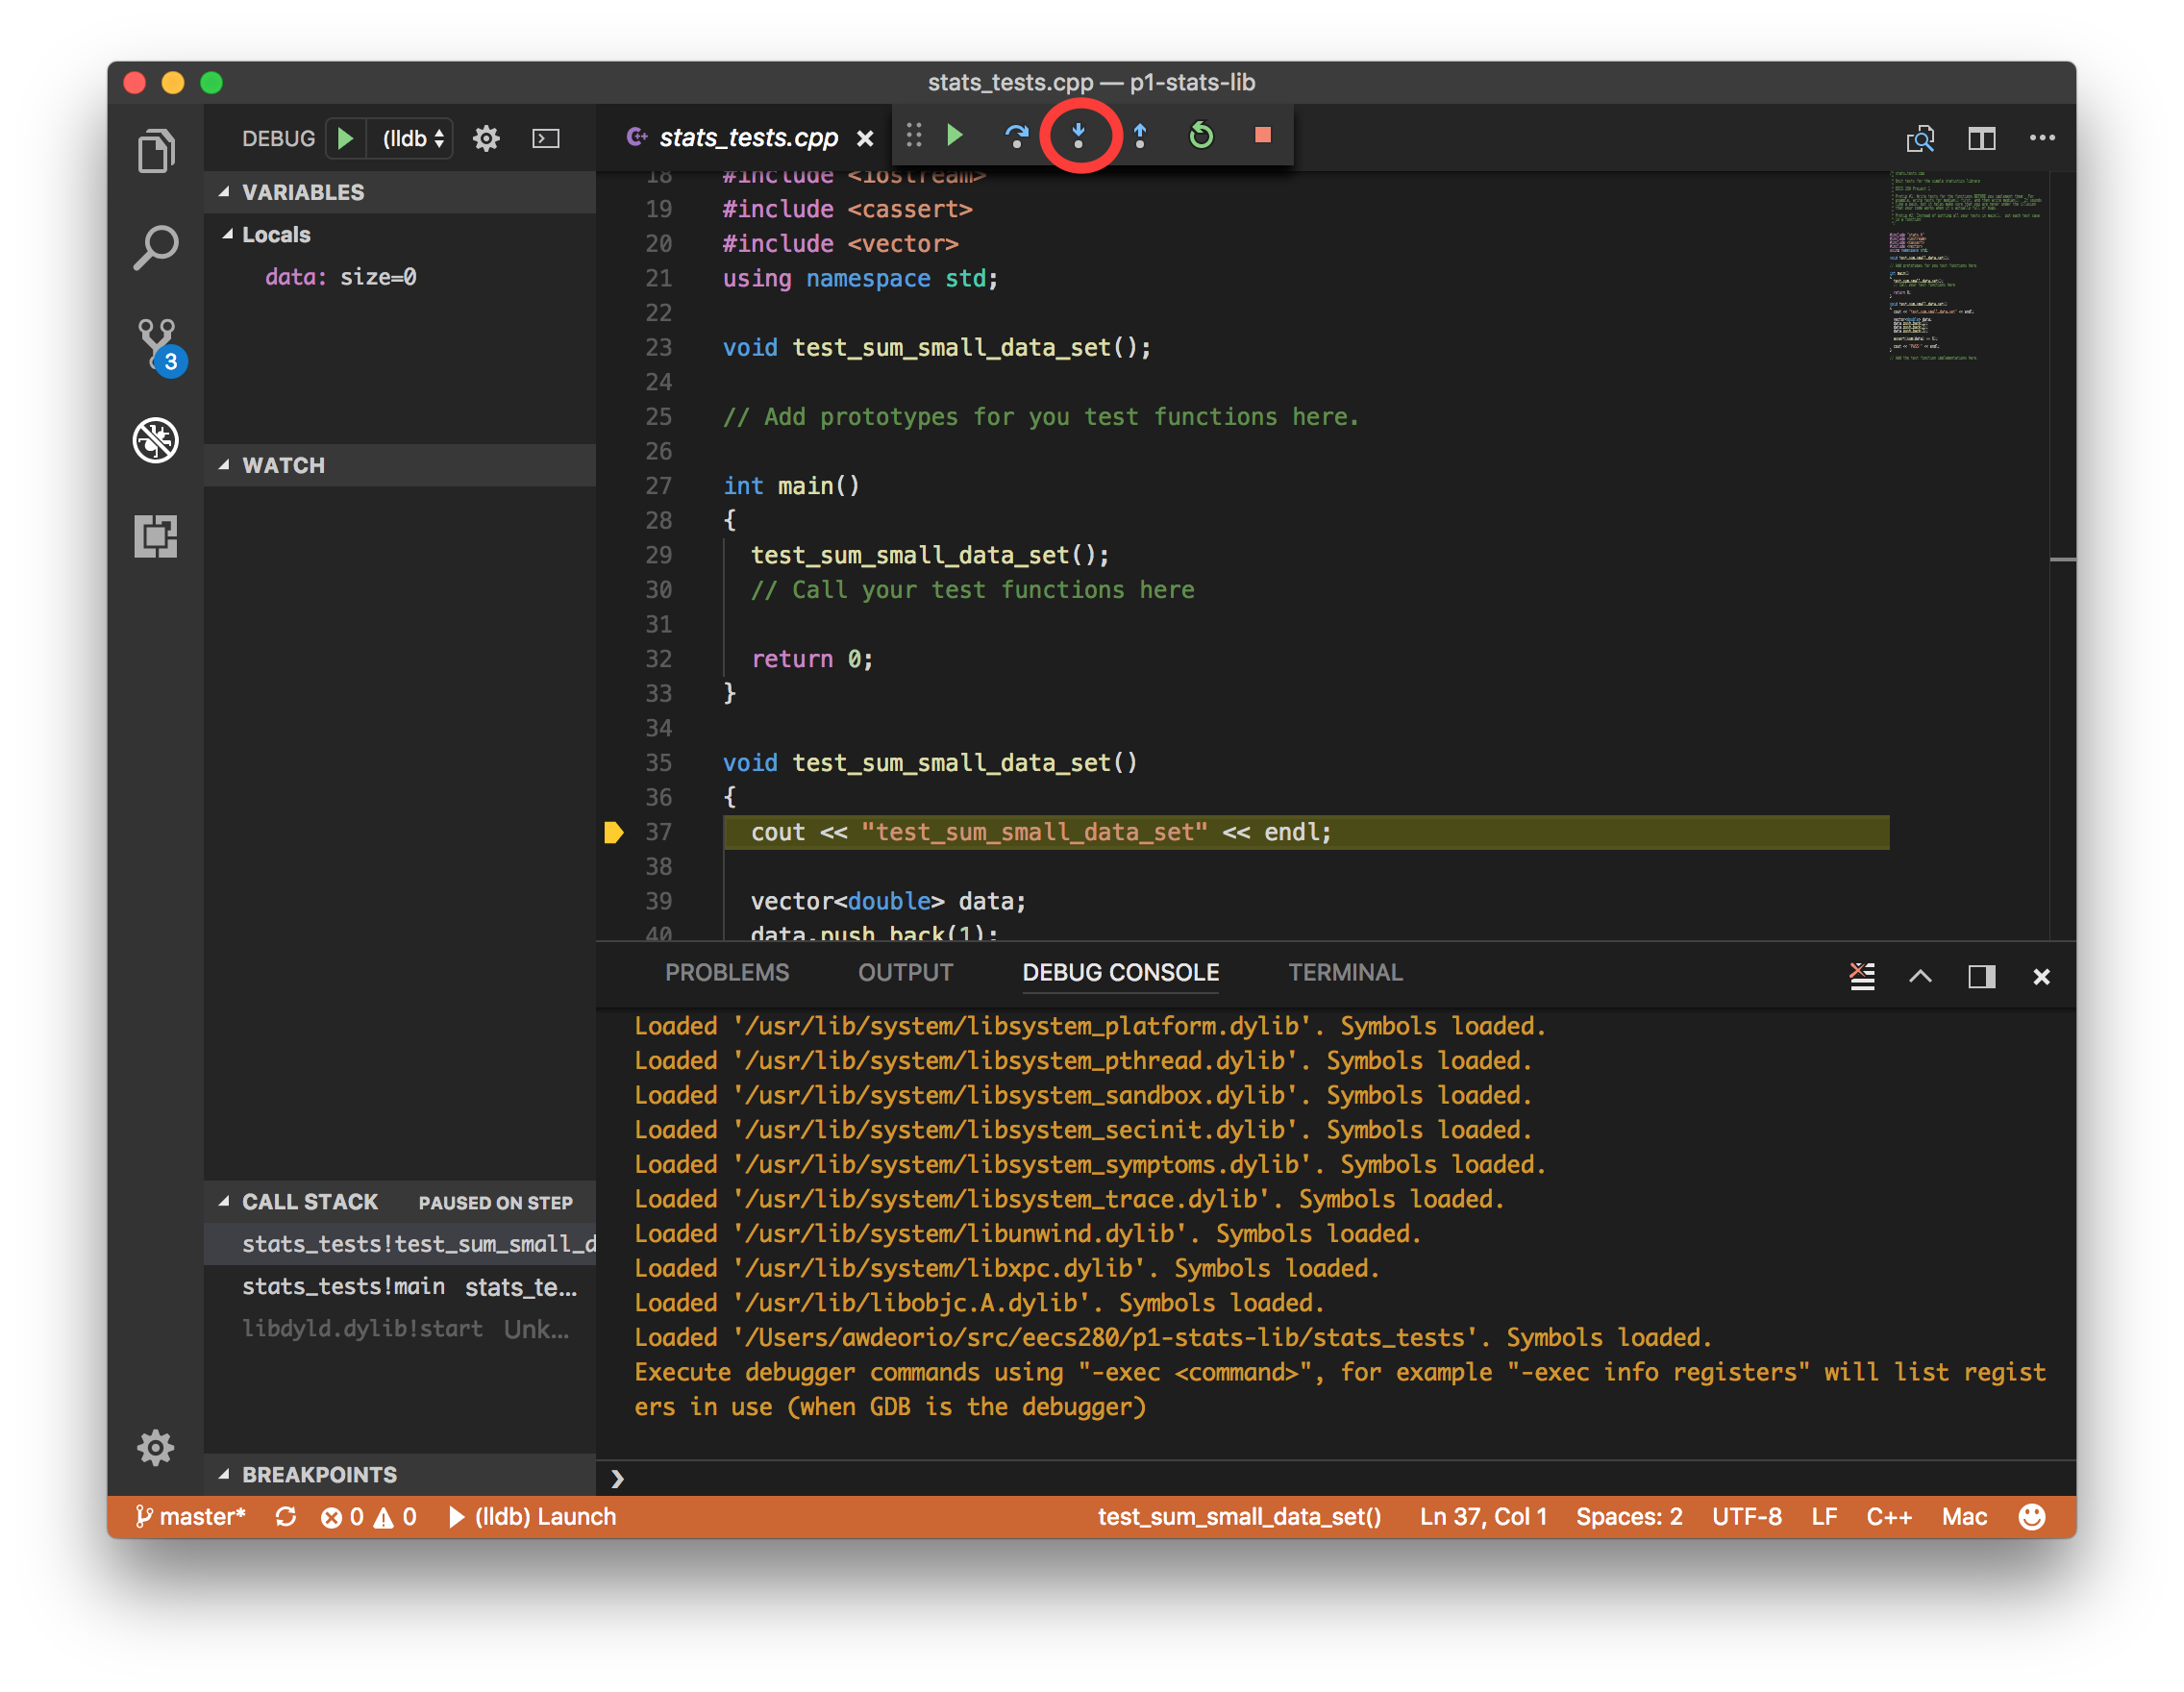 stats_tests.cpp — p1-stats-lib
DEBUG (lldb
stats_tests.cpp
VARIABLES
Locals
data: size=0
3
WATCH
CALL STACK PAUSED ON STEP
stats_tests!test_sum_small_d
stats_tests!main stats_te...
libdyld.dylib!start Unk...
BREAKPOINTS
18 #include <iostream>
19 #include <cassert>
20 #include <vector>
21 using namespace std;
22
23 void test_sum_small_data_set();
24
25 // Add prototypes for you test functions here.
26
27 int main()
28 {
29 test_sum_small_data_set();
30 // Call your test functions here
31
32 return 0;
33 }
34
35 void test_sum_small_data_set()
36 {
37 cout << "test_sum_small_data_set" << endl;
38
39 vector<double> data;
40 data.push_back(1);
PROBLEMS OUTPUT DEBUG CONSOLE TERMINAL
Loaded '/usr/lib/system/libsystem_platform.dylib'. Symbols loaded.
Loaded '/usr/lib/system/libsystem_pthread.dylib'. Symbols loaded.
Loaded '/usr/lib/system/libsystem_sandbox.dylib'. Symbols loaded.
Loaded '/usr/lib/system/libsystem_secinit.dylib'. Symbols loaded.
Loaded '/usr/lib/system/libsystem_symptoms.dylib'. Symbols loaded.
Loaded '/usr/lib/system/libsystem_trace.dylib'. Symbols loaded.
Loaded '/usr/lib/system/libunwind.dylib'. Symbols loaded.
Loaded '/usr/lib/system/libxpc.dylib'. Symbols loaded.
Loaded '/usr/lib/libobjc.A.dylib'. Symbols loaded.
Loaded '/Users/awdeorio/src/eecs280/p1-stats-lib/stats_tests'. Symbols loaded.
Execute debugger commands using "-exec <command>", for example "-exec info registers" will list regist
ers in use (when GDB is the debugger)
master* 0 0 (lldb) Launch test_sum_small_data_set() Ln 37, Col 1 Spaces: 2 UTF-8 LF C++ Mac